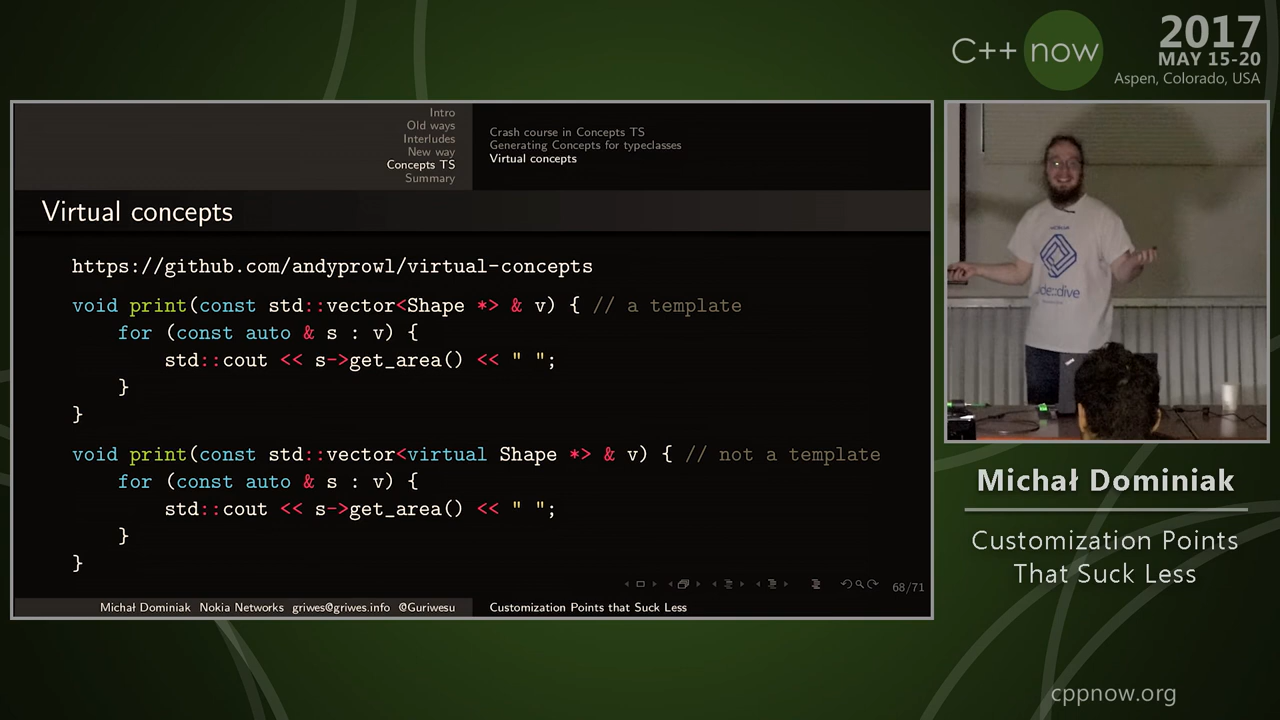 C++ now
2017
MAY 15-20
Aspen, Colorado, USA
Intro
Old ways
Interludes
New way
Concepts TS
Summary
Crash course in Concepts TS
Generating Concepts for typeclasses
Virtual concepts
Virtual concepts
https://github.com/andyprowl/virtual-concepts
void print(const std::vector<Shape *> & v) { // a template
for (const auto & s : v) {
std::cout << s->get_area() << " ";
}
}
void print(const std::vector<virtual Shape *> & v) { // not a template
for (const auto & s : v) {
std::cout << s->get_area() << " ";
}
}
68/71
Michał Dominiak Nokia Networks griwes@griwes.info @Guriwesu
Customization Points that Suck Less
Michał Dominiak
Customization Points
That Suck Less
cppnow.org